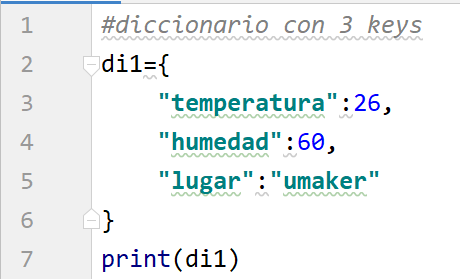 1 #diccionario con 3 keys
2 di1={
3 "temperatura":26,
4 "humedad":60,
5 "lugar":"umaker"
6 }
7 print(di1)